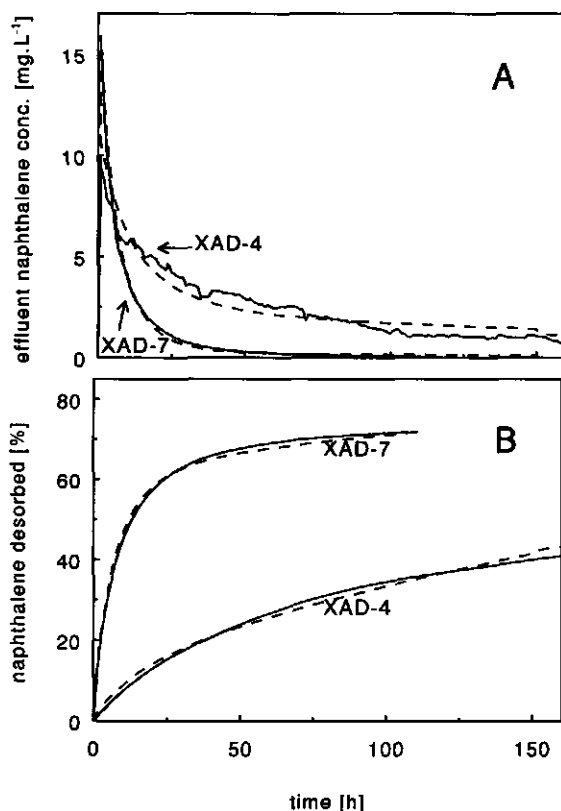 A
15
10
5
0
effluent naphthalene conc. [mg.L⁻¹]
XAD-4
XAD-7
B
80
60
40
20
0
naphthalene desorbed [%]
XAD-7
XAD-4
0 50 100 150
time [h]